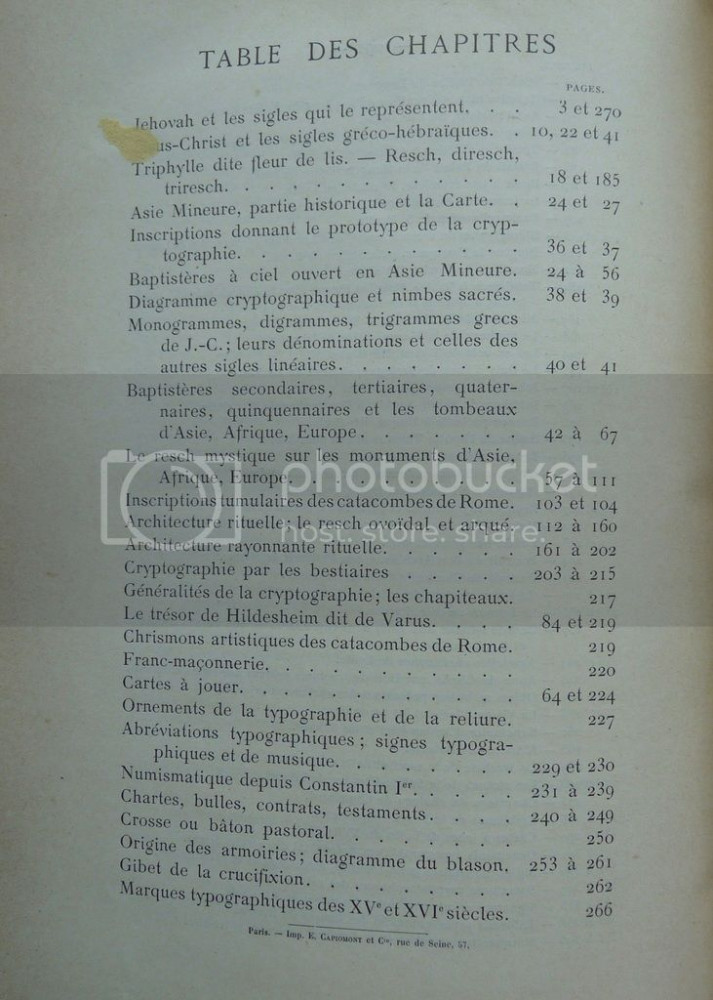 TABLE DES CHAPITRES
PAGES.
Jehovah et les sigles qui le représentent. . . 3 et 270
us-Christ et les sigles gréco-hébraïques. . 10, 22 et 41
Triphylle dite fleur de lis. — Resch, diresch,
triresch. . . . . . . . . . . 18 et 185
Asie Mineure, partie historique et la Carte. . 24 et 27
Inscriptions donnant le prototype de la cryp-
tographie. . . . . . . . . . . 36 et 37
Baptistères à ciel ouvert en Asie Mineure. 24 à 56
Diagramme cryptographique et nimbes sacrés. 38 et 39
Monogrammes, digrammes, trigrammes grecs
de J.-C.; leurs dénominations et celles des
autres sigles linéaires. . . . . . . 40 et 41
Baptistères secondaires, tertiaires, quater-
naires, quinquennaires et les tombeaux
d'Asie, Afrique, Europe. . . . . . . 42 à 67
Le resch mystique sur les monuments d'Asie,
Afrique, Europe. . . . . . . . . 57 à 111
Inscriptions tumulaires des catacombes de Rome. 103 et 104
Architecture rituelle; le resch ovoïdal et arqué. 112 à 160
Architecture rayonnante rituelle. . . . . . 161 à 202
Cryptographie par les bestiaires . . . . . 203 à 215
Généralités de la cryptographie; les chapiteaux. 217
Le trésor de Hildesheim dit de Varus. . . . 84 et 219
Chrismons artistiques des catacombes de Rome. 219
Franc-maçonnerie. . . . . . . . . . 220
Cartes à jouer. . . . . . . . . . . 64 et 224
Ornements de la typographie et de la reliure. 227
Abréviations typographiques; signes typogra-
phiques et de musique. . . . . . . . 229 et 230
Numismatique depuis Constantin Ier. . . . . 231 à 239
Chartes, bulles, contrats, testaments. . . . 240 à 249
Crosse ou bâton pastoral. . . . . . . . 250
Origine des armoiries; diagramme du blason. 253 à 261
Gibet de la crucifixion. . . . . . . . . 262
Marques typographiques des XVe et XVIe siècles. 266
Paris. — Imp. E. CAPIOMONT et Cie, rue de Seine, 57.
photobucket
host. store. share.